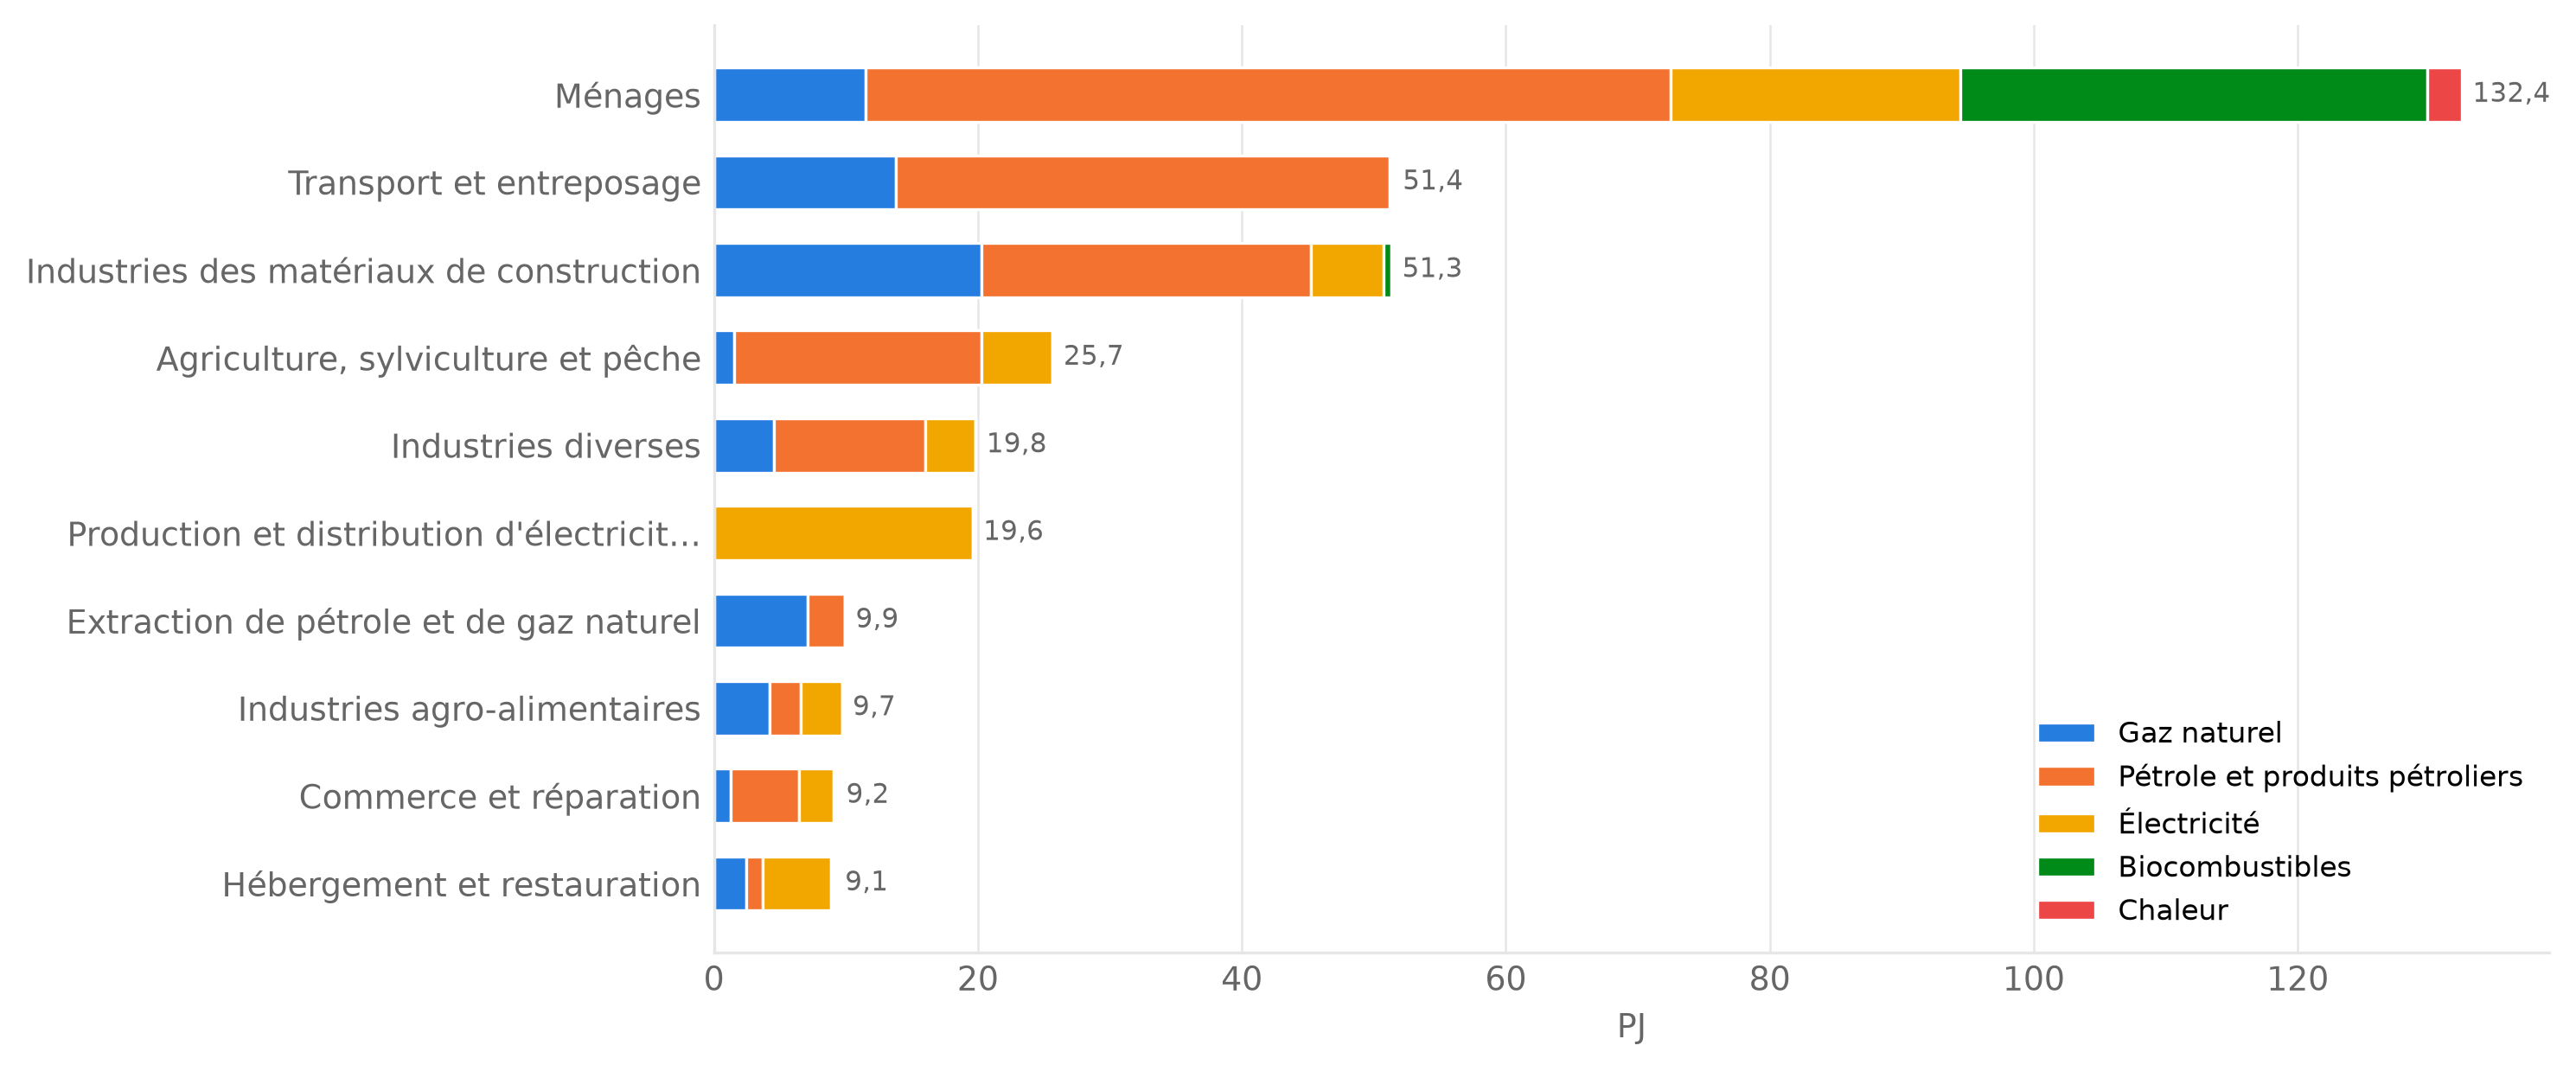 Ménages 132,4
Transport et entreposage 51,4
Industries des matériaux de construction 51,3
Agriculture, sylviculture et pêche 25,7
Industries diverses 19,8
Production et distribution d'électricit... 19,6
Extraction de pétrole et de gaz naturel 9,9
Industries agro-alimentaires 9,7
Commerce et réparation 9,2
Hébergement et restauration 9,1
Gaz naturel
Pétrole et produits pétroliers
Électricité
Biocombustibles
Chaleur
0 20 40 60 80 100 120
PJ